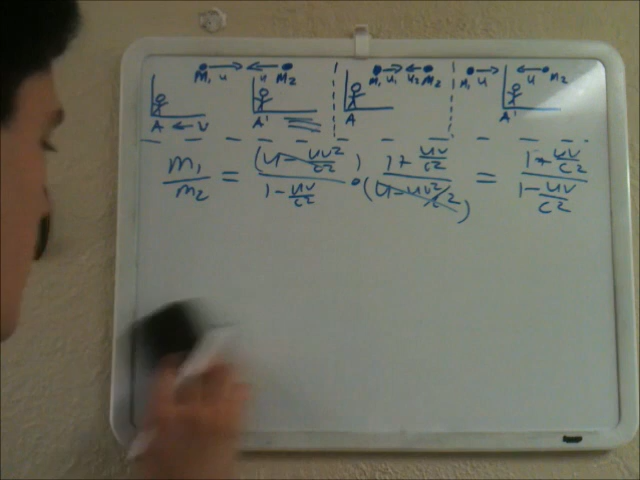 M₁ u u M₂ M₁ u₁ u₂ M₂ M₁ u u M₂
A ← v A' A A'
m₁/m₂ = (u - uv²/c²)/(1 - uv/c²) • (1 + uv/c²)/(u - uv²/c²) = (1 + uv/c²)/(1 - uv/c²)